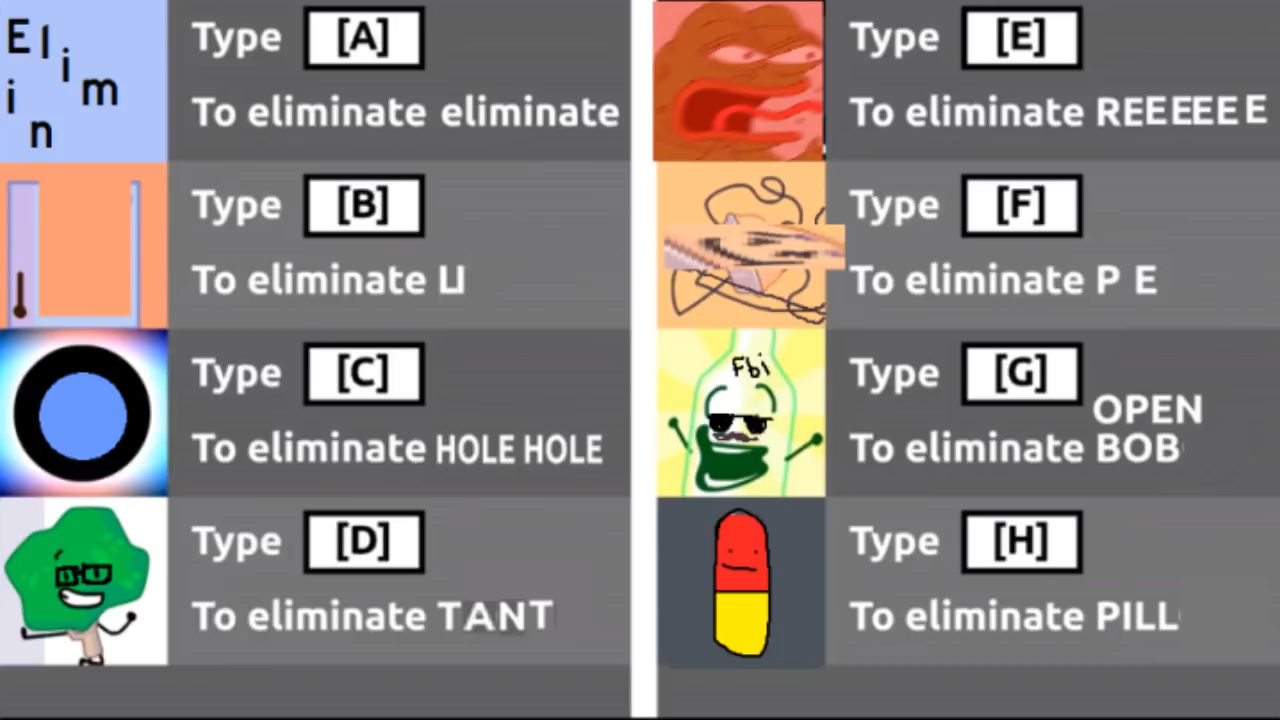 E l i m i n
Type [A]
To eliminate eliminate
Type [B]
To eliminate LI
Type [C]
To eliminate HOLE HOLE
Type [D]
To eliminate TANT
Type [E]
To eliminate REEEEEE
Type [F]
To eliminate P E
Fbi
Type [G]
To eliminate OPEN
BOB
Type [H]
To eliminate PILL